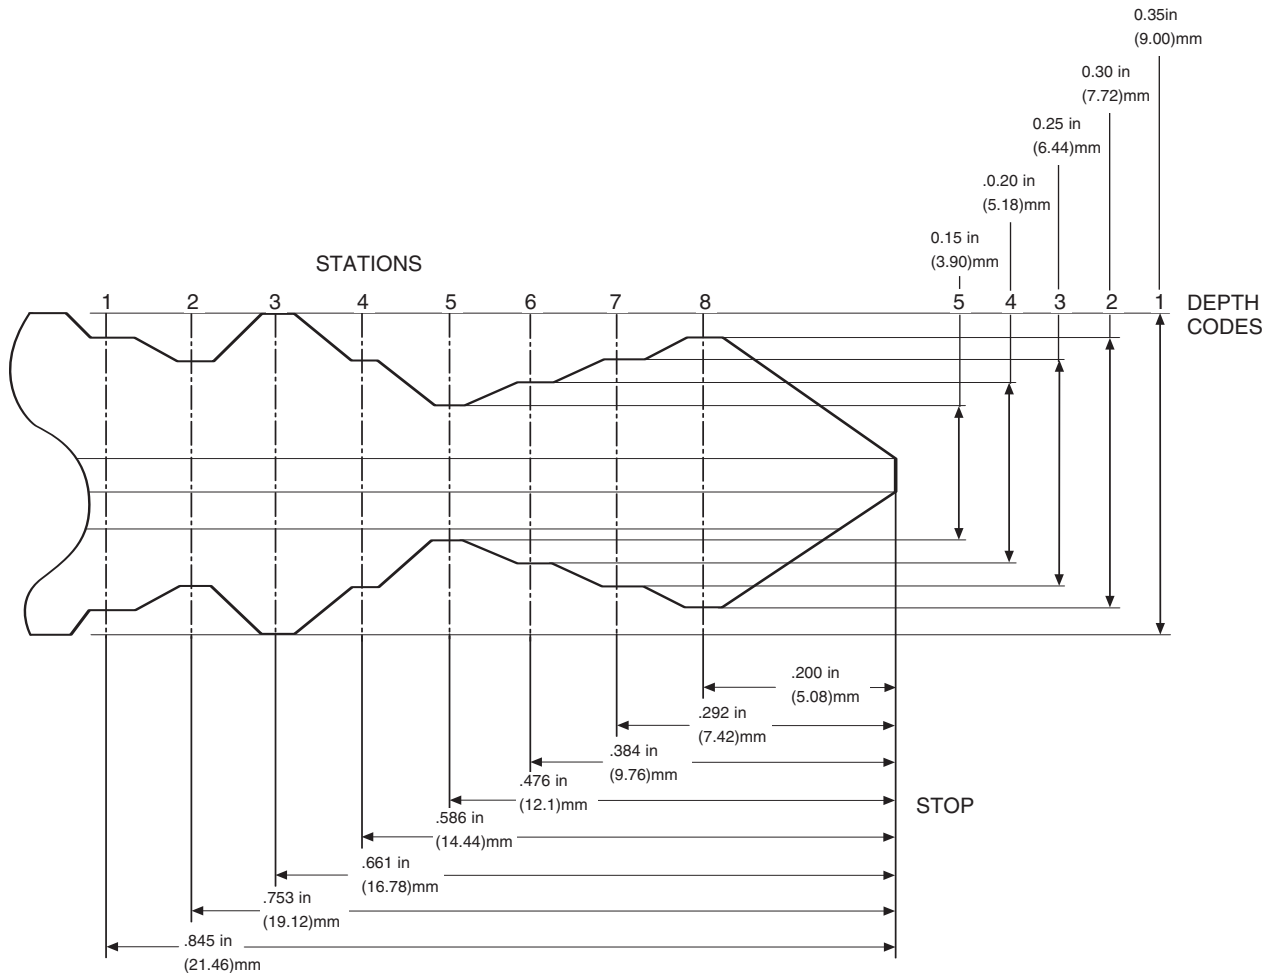 0.35in
(9.00)mm
0.30 in
(7.72)mm
0.25 in
(6.44)mm
.0.20 in
(5.18)mm
0.15 in
(3.90)mm
STATIONS
1 2 3 4 5 6 7 8 5 4 3 2 1 DEPTH
CODES
.200 in
(5.08)mm
.292 in
(7.42)mm
.384 in
(9.76)mm
.476 in
(12.1)mm
STOP
.586 in
(14.44)mm
.661 in
(16.78)mm
.753 in
(19.12)mm
.845 in
(21.46)mm